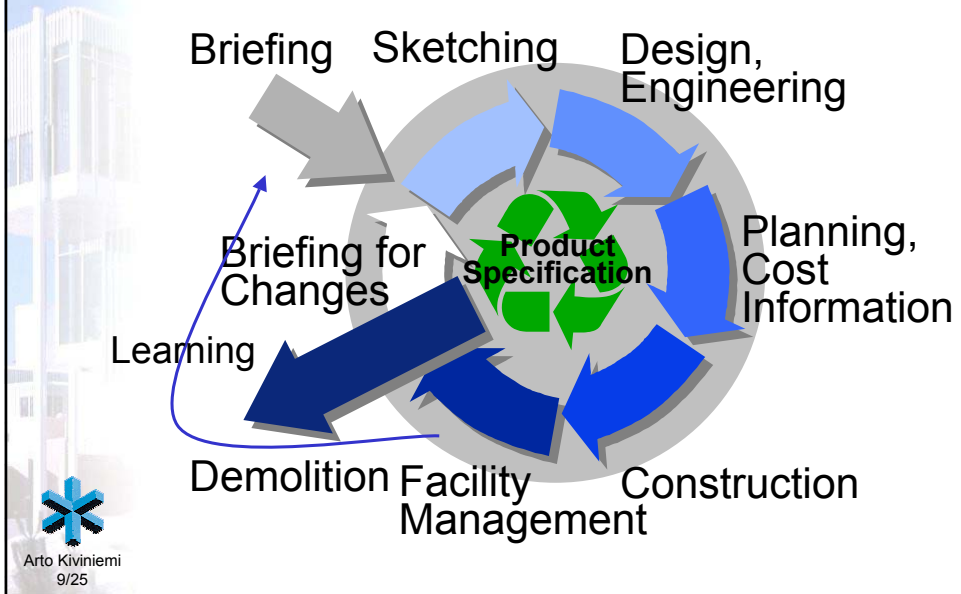 Briefing
Sketching
Design,
Engineering
Product
Specification
Planning,
Cost
Information
Briefing for
Changes
Learning
Demolition
Facility
Management
Construction
Arto Kiviniemi
9/25